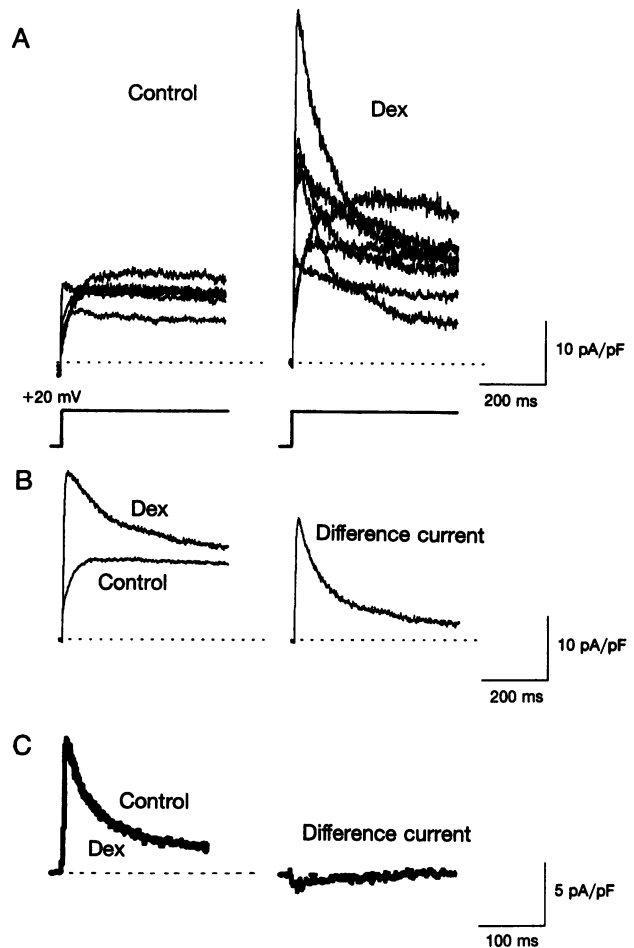 A
Control
Dex
10 pA/pF
200 ms
+20 mV
B
Dex
Control
Difference current
10 pA/pF
200 ms
C
Control
Dex
Difference current
5 pA/pF
100 ms